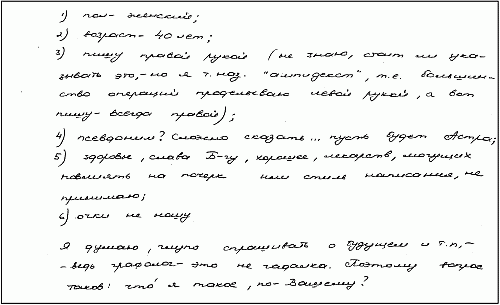 1) пол- женский;
2) возраст- 40 лет;
3) пишу правой рукой (не знаю, стоит ли ука-
зывать это,- но я т. наз. "амбидекст", т.е. большин-
ство операций проделываю левой рукой, а вот
пишу- всегда правой);
4) псевдоним? Сложно сказать... пусть будет Астра;
5) здоровье, слава Б-гу, хорошее, лекарств, могущих
повлиять на почерк или стиль написания, не
принимаю;
6) очки не ношу
Я думаю, глупо спрашивать о будущем и т.п,-
-ведь графолог- это не гадалка. Поэтому вопрос
таков: что́ я такое, по-Вашему?